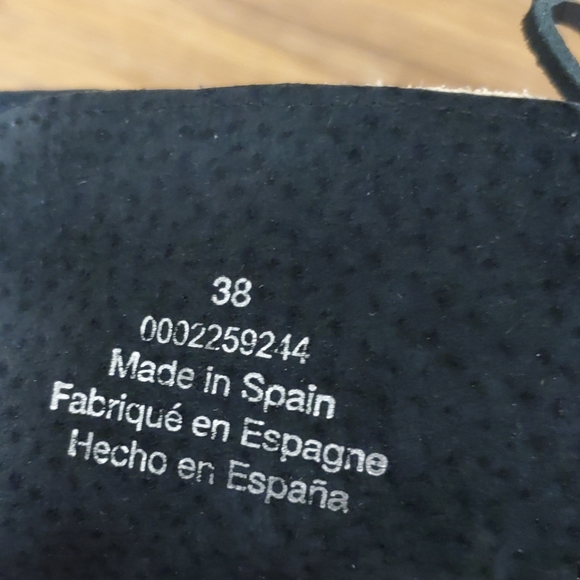 38
0002259244
Made in Spain
Fabriqué en Espagne
Hecho en España